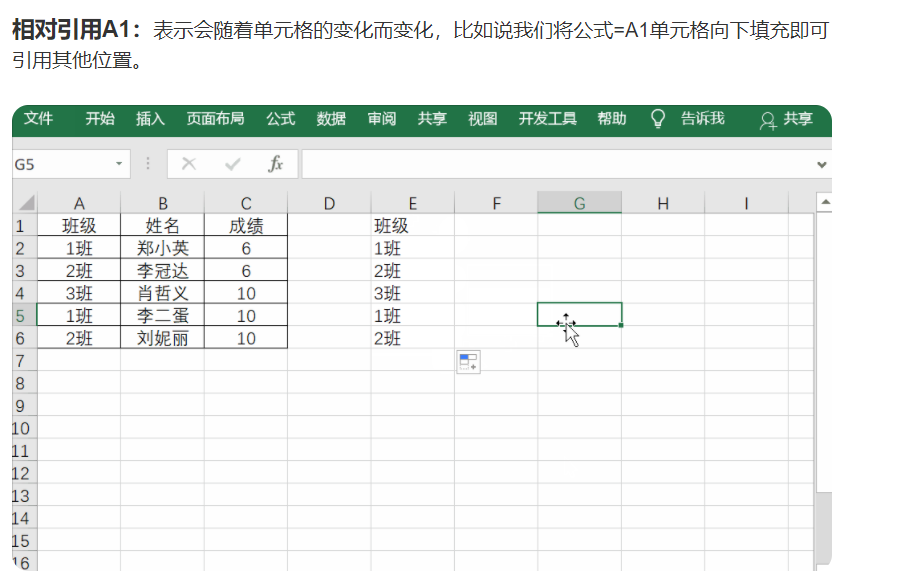 相对引用A1：表示会随着单元格的变化而变化，比如说我们将公式=A1单元格向下填充即可
引用其他位置。
文件 开始 插入 页面布局 公式 数据 审阅 共享 视图 开发工具 帮助 告诉我 共享
G5 fx
A B C D E F G H I
1 班级 姓名 成绩 班级
2 1班 郑小英 6 1班
3 2班 李冠达 6 2班
4 3班 肖哲义 10 3班
5 1班 李二蛋 10 1班
6 2班 刘妮丽 10 2班
7
8
9
10
11
12
13
14
15
16